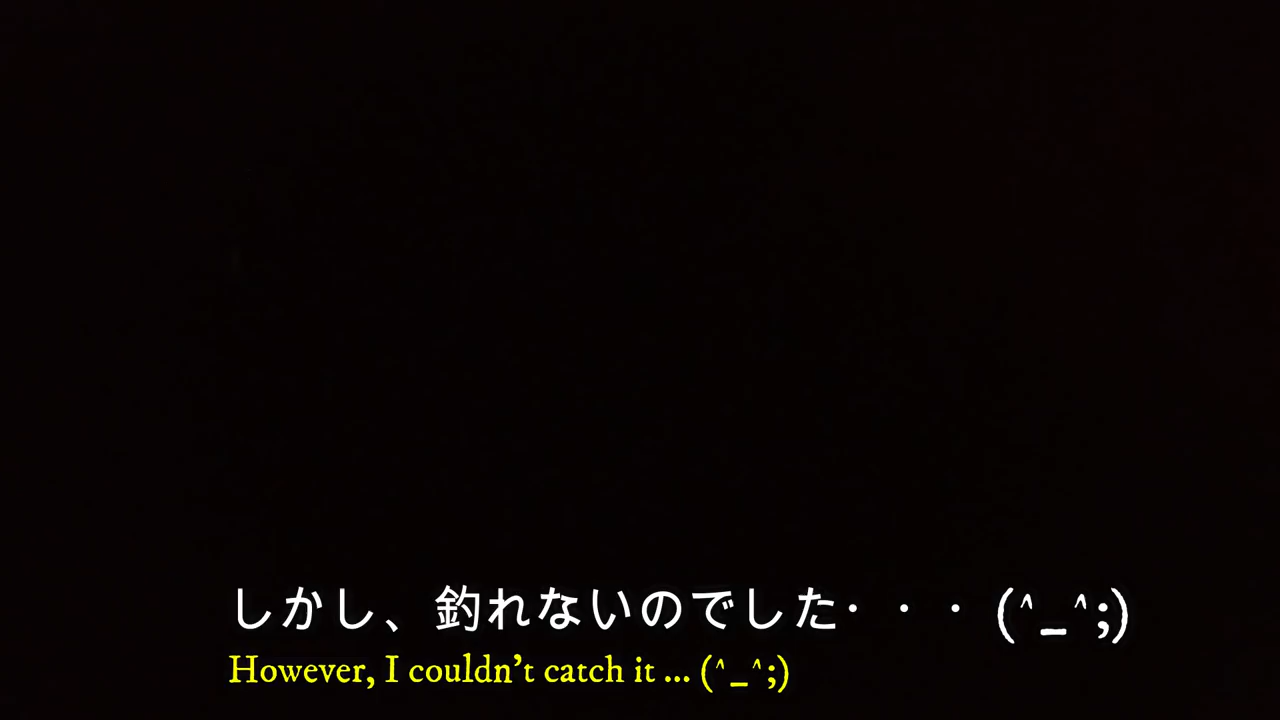 しかし、釣れないのでした・・・(^_^;)
However, I couldn't catch it ... (^_^;)